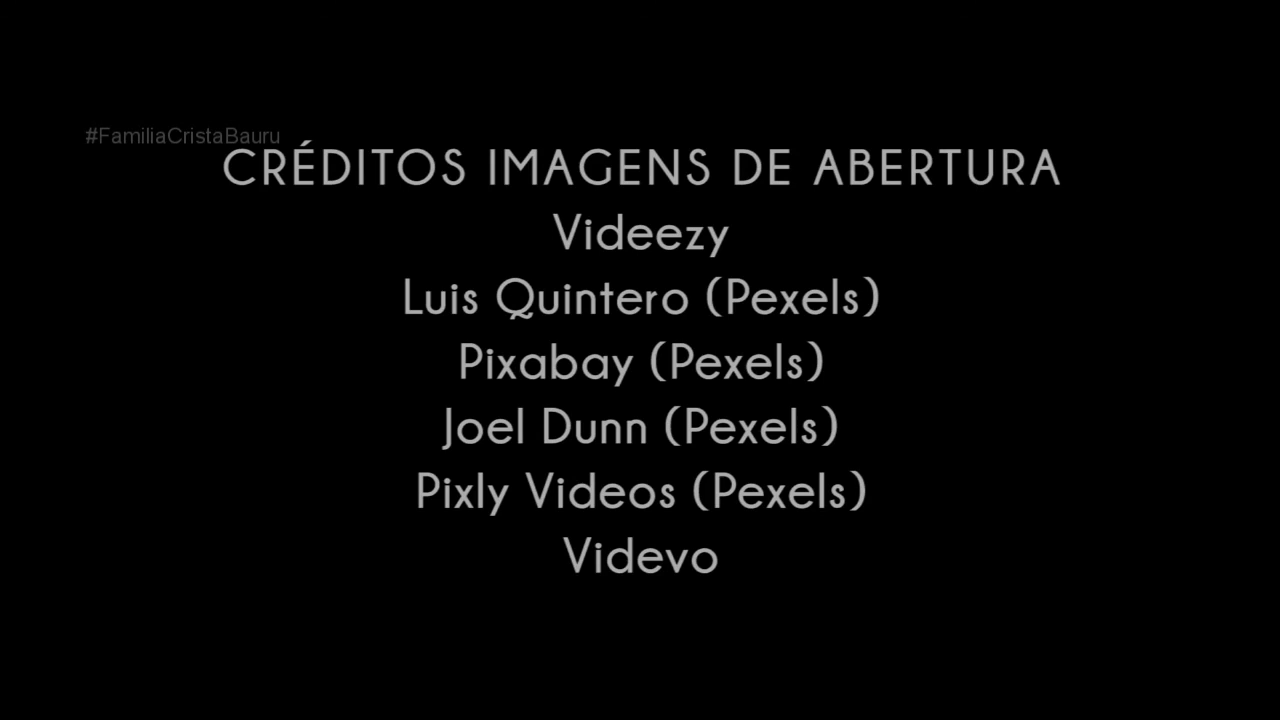 #FamiliaCristaBauru
CRÉDITOS IMAGENS DE ABERTURA
Videezy
Luis Quintero (Pexels)
Pixabay (Pexels)
Joel Dunn (Pexels)
Pixly Videos (Pexels)
Videvo